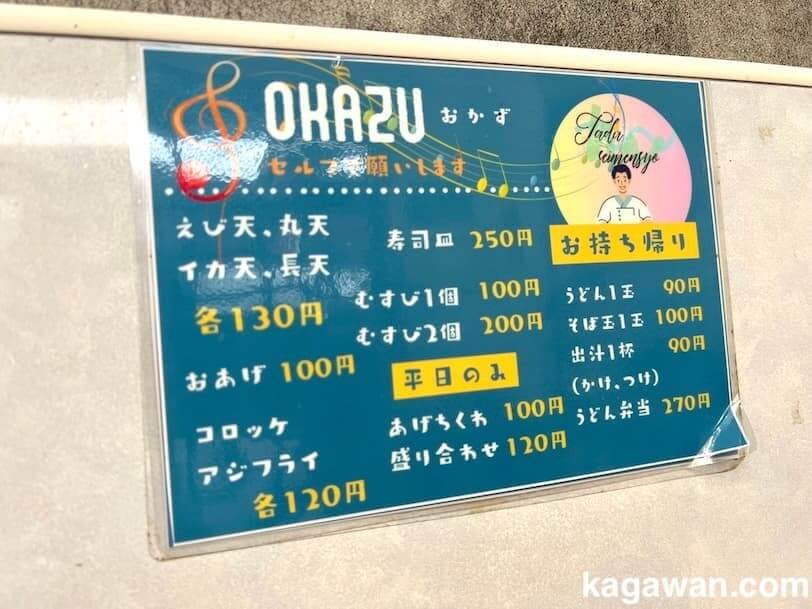 OKAZU おかず
セルフで願いします
Tada
seimensyo
えび天、丸天
イカ天、長天
各130円
おあげ 100円
コロッケ
アジフライ
各120円
寿司皿 250円
むすび1個 100円
むすび2個 200円
平日のみ
あげちくわ 100円
盛り合わせ 120円
お持ち帰り
うどん1玉 90円
そば玉1玉 100円
出汁1杯 90円
(かけ、つけ)
うどん弁当 270円
kagawan.com